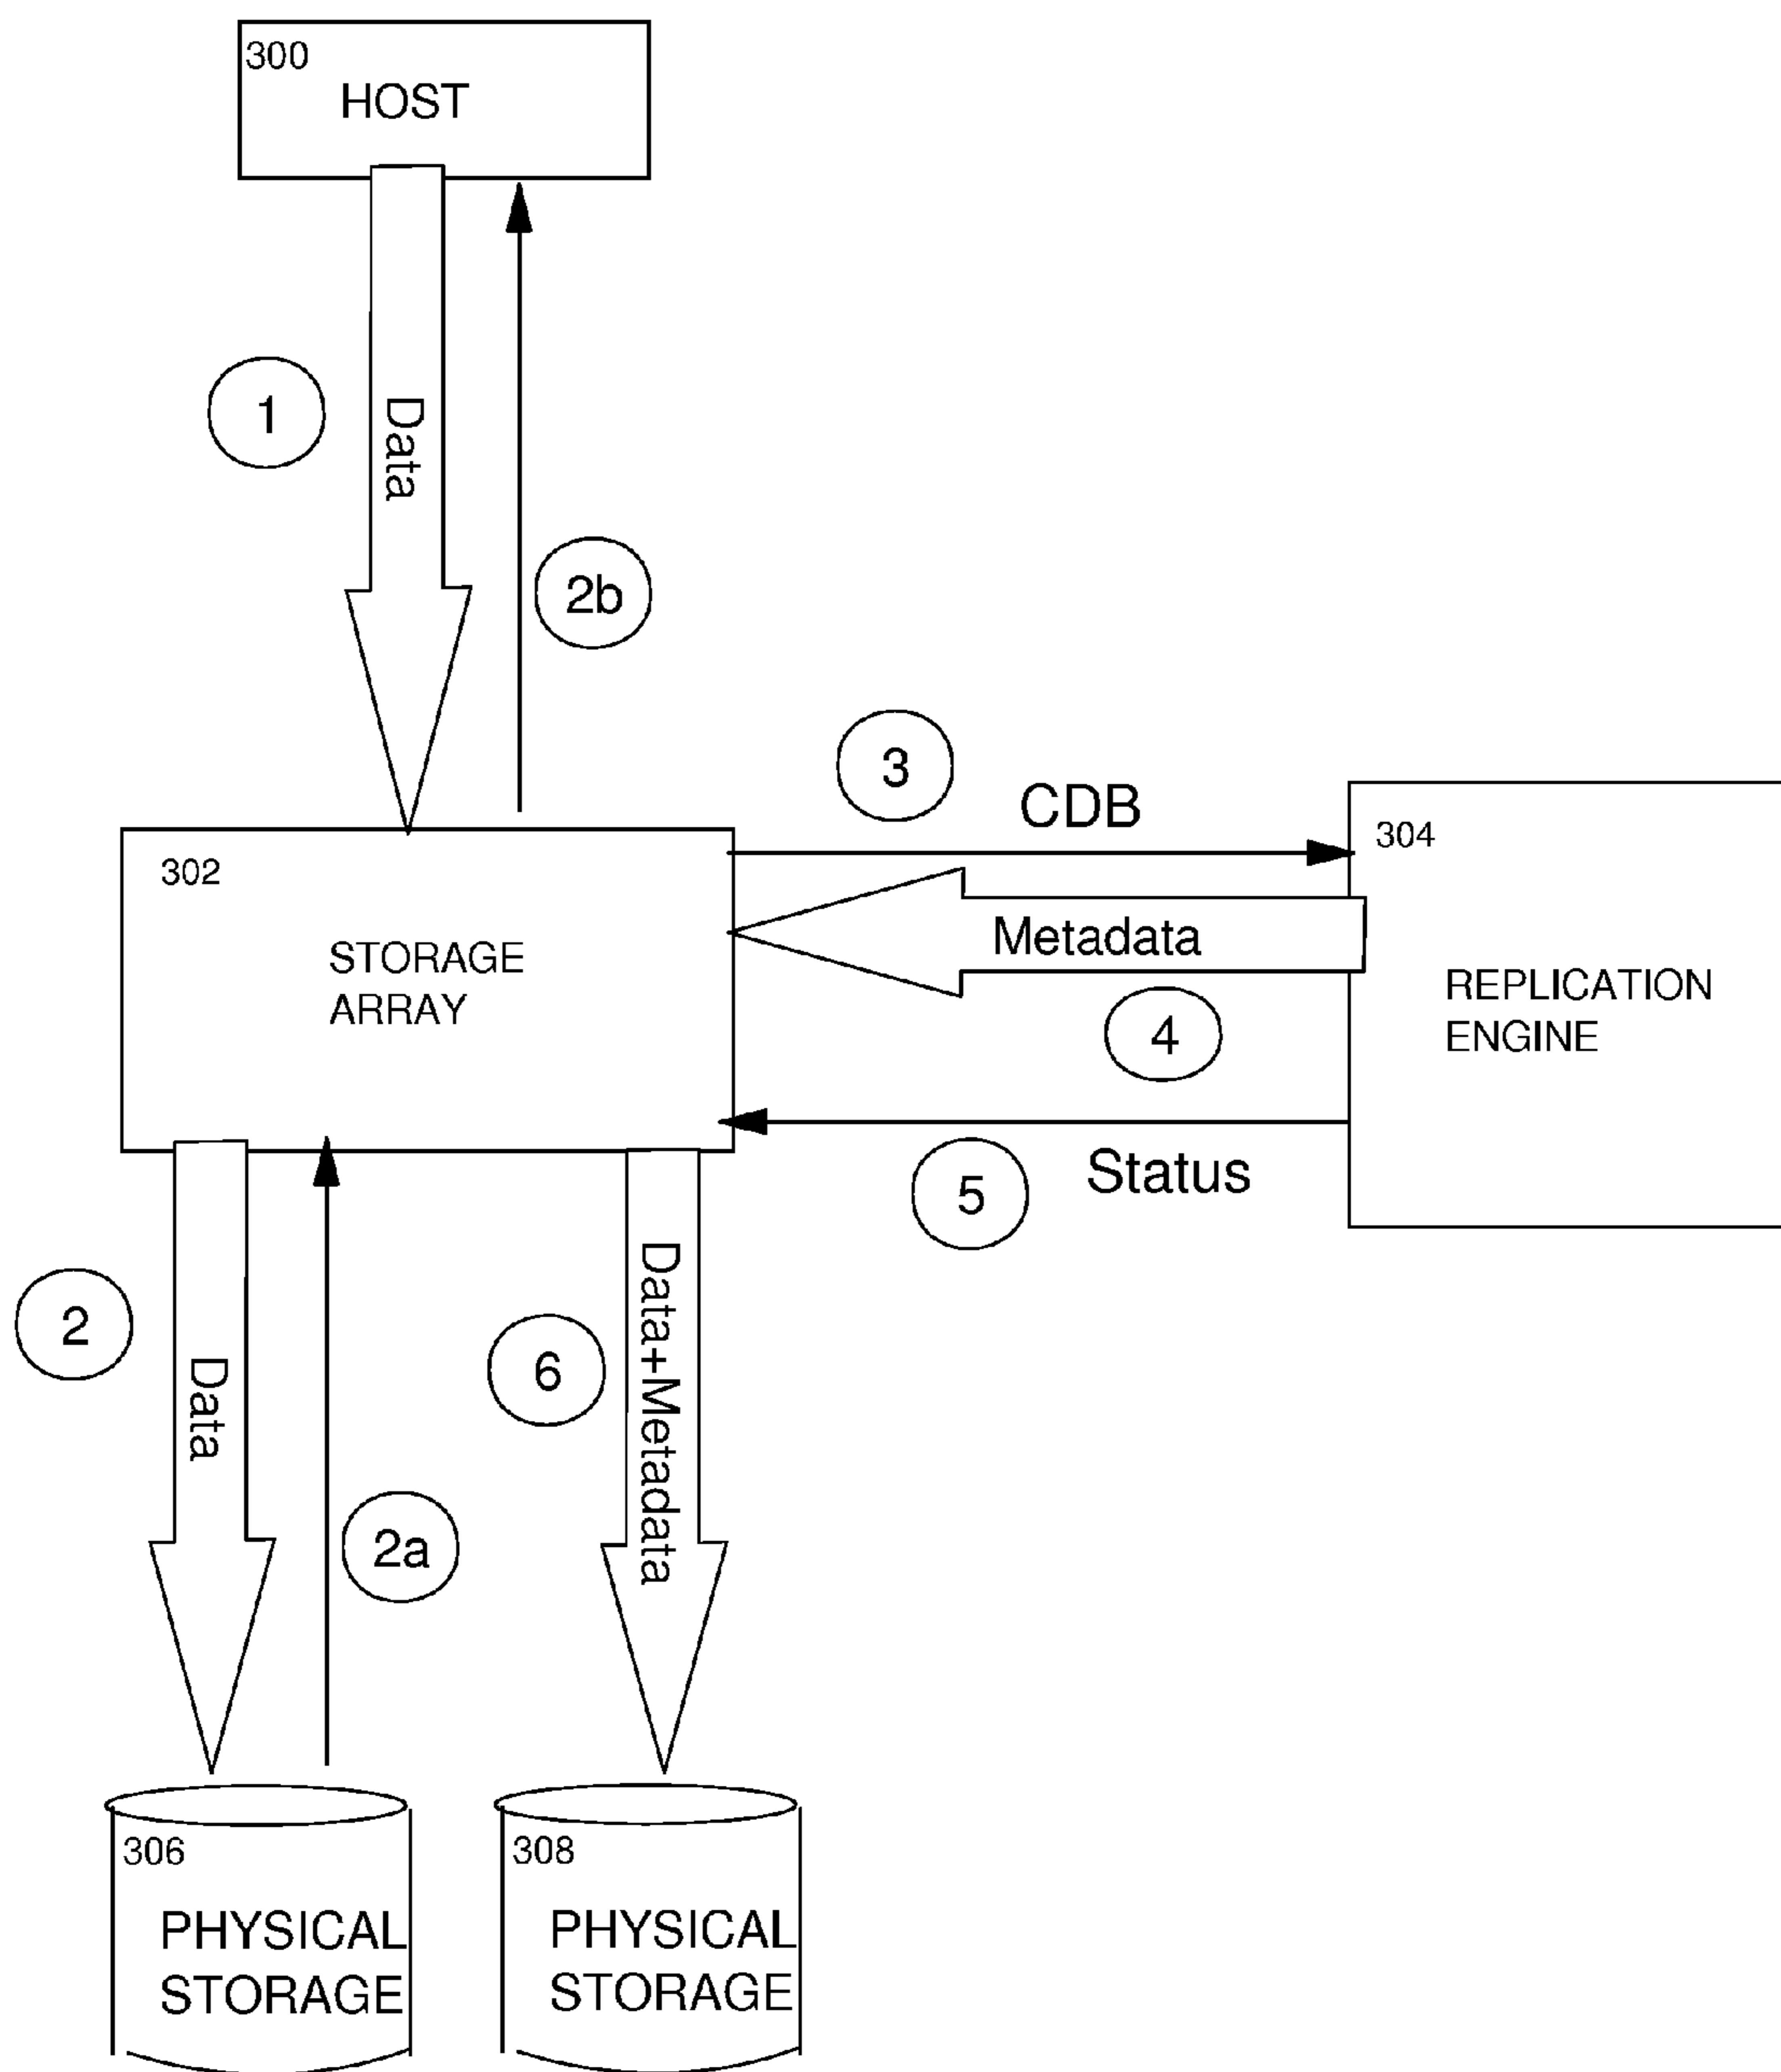 300
HOST
1
Data
2b
3
CDB
302
STORAGE
ARRAY
304
REPLICATION
ENGINE
Metadata
4
5
Status
2
Data
2a
6
Data+Metadata
306
PHYSICAL
STORAGE
308
PHYSICAL
STORAGE